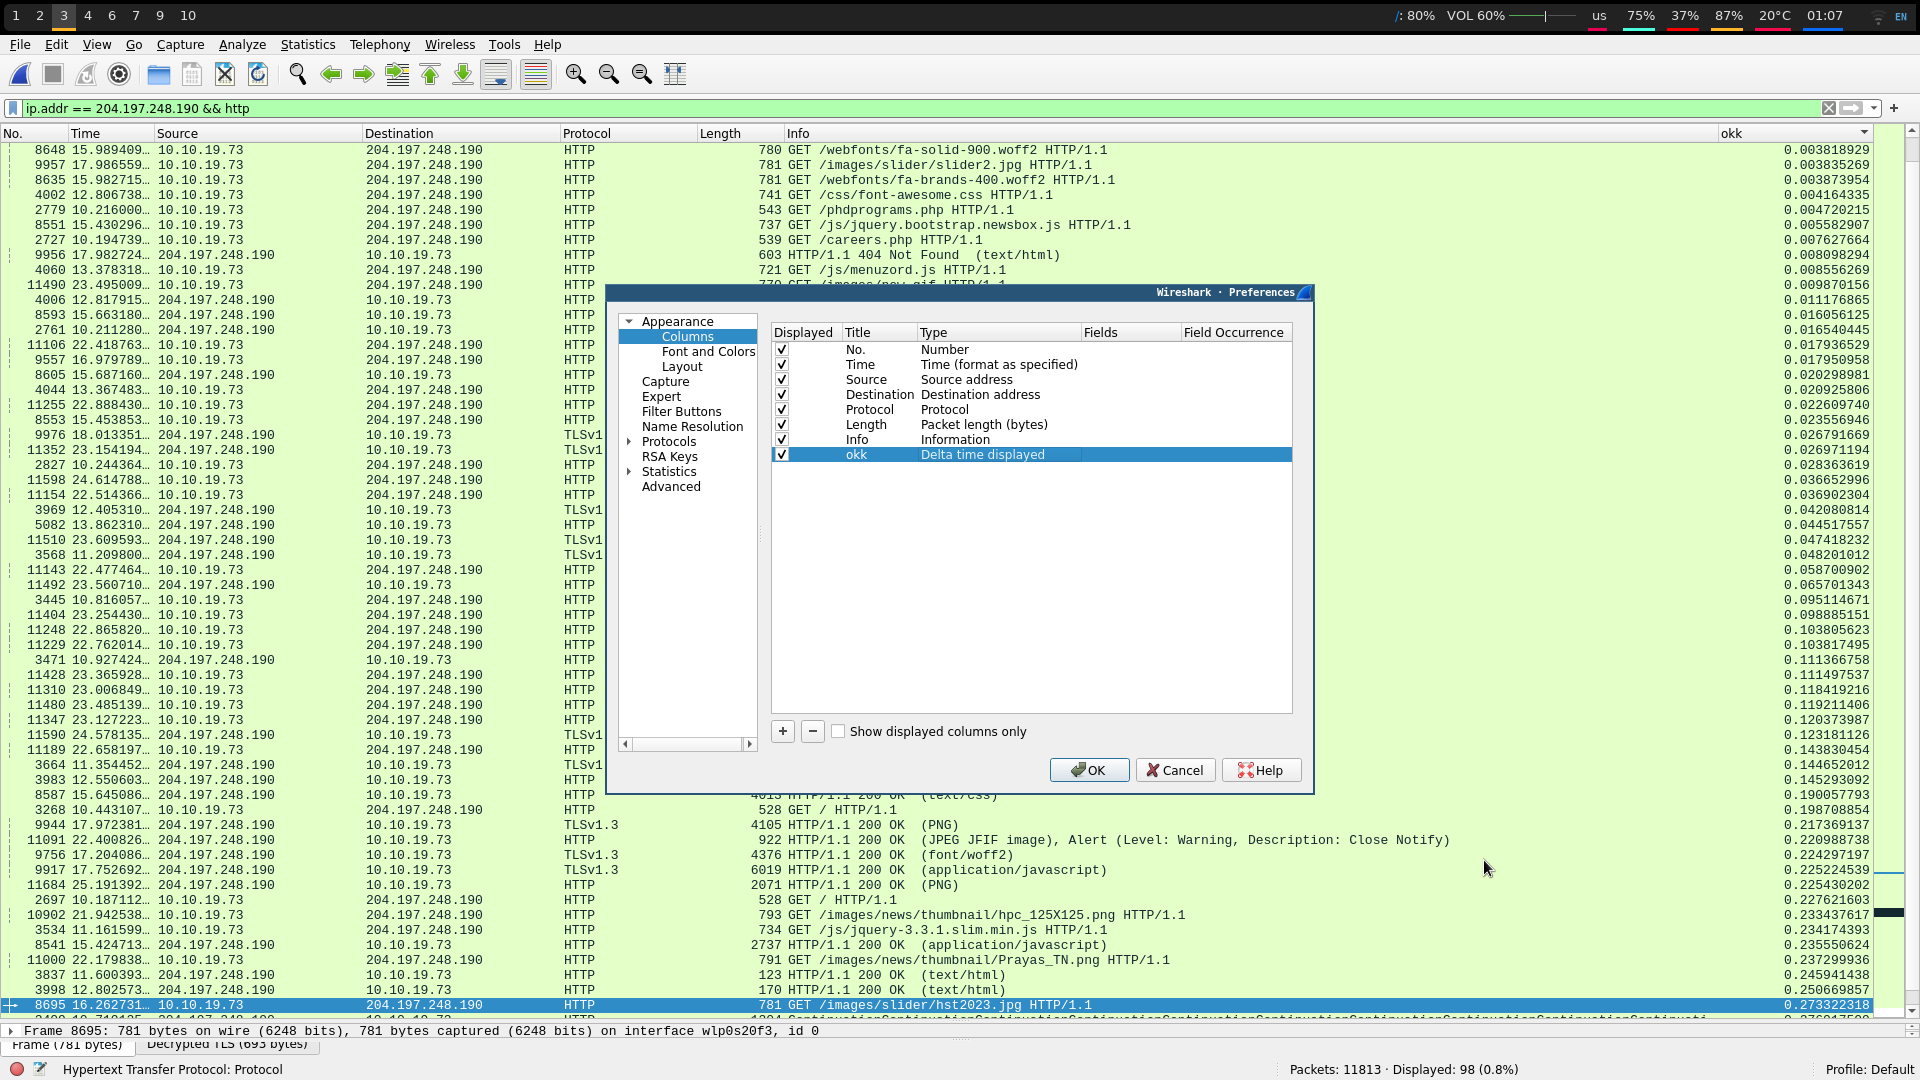 1 2 3 4 6 7 9 10 /: 80% VOL 60% us 75% 37% 87% 20°C 01:07 EN
File Edit View Go Capture Analyze Statistics Telephony Wireless Tools Help
ip.addr == 204.197.248.190 && http
No. Time Source Destination Protocol Length Info okk
8648 15.989409… 10.10.19.73 204.197.248.190 HTTP 780 GET /webfonts/fa-solid-900.woff2 HTTP/1.1 0.003818929
9957 17.986559… 10.10.19.73 204.197.248.190 HTTP 781 GET /images/slider/slider2.jpg HTTP/1.1 0.003835269
8635 15.982715… 10.10.19.73 204.197.248.190 HTTP 781 GET /webfonts/fa-brands-400.woff2 HTTP/1.1 0.003873954
4002 12.806738… 10.10.19.73 204.197.248.190 HTTP 741 GET /css/font-awesome.css HTTP/1.1 0.004164335
2779 10.216000… 10.10.19.73 204.197.248.190 HTTP 543 GET /phdprograms.php HTTP/1.1 0.004720215
8551 15.430296… 10.10.19.73 204.197.248.190 HTTP 737 GET /js/jquery.bootstrap.newsbox.js HTTP/1.1 0.005582907
2727 10.194739… 10.10.19.73 204.197.248.190 HTTP 539 GET /careers.php HTTP/1.1 0.007627664
9956 17.982724… 204.197.248.190 10.10.19.73 HTTP 603 HTTP/1.1 404 Not Found (text/html) 0.008098294
4060 13.378318… 10.10.19.73 204.197.248.190 HTTP 721 GET /js/menuzord.js HTTP/1.1 0.008556269
11490 23.495009… 10.10.19.73 204.197.248.190 HTTP 0.009870156
4006 12.817915… 204.197.248.190 10.10.19.73 HTTP 0.011176865
8593 15.663180… 204.197.248.190 10.10.19.73 HTTP 0.016056125
2761 10.211280… 204.197.248.190 10.10.19.73 HTTP 0.016540445
11106 22.418763… 10.10.19.73 204.197.248.190 HTTP 0.017936529
9557 16.979789… 10.10.19.73 204.197.248.190 HTTP 0.017950958
8605 15.687160… 204.197.248.190 10.10.19.73 HTTP 0.020298981
4044 13.367483… 10.10.19.73 204.197.248.190 HTTP 0.020925806
11255 22.888430… 10.10.19.73 204.197.248.190 HTTP 0.022609740
8553 15.453853… 10.10.19.73 204.197.248.190 HTTP 0.023556946
9976 18.013351… 204.197.248.190 10.10.19.73 TLSv1 0.026791669
11352 23.154194… 204.197.248.190 10.10.19.73 TLSv1 0.026971194
2827 10.244364… 10.10.19.73 204.197.248.190 HTTP 0.028363619
11598 24.614788… 10.10.19.73 204.197.248.190 HTTP 0.036652996
11154 22.514366… 10.10.19.73 204.197.248.190 HTTP 0.036902304
3969 12.405310… 204.197.248.190 10.10.19.73 TLSv1 0.042080814
5082 13.862310… 204.197.248.190 10.10.19.73 HTTP 0.044517557
11510 23.609593… 204.197.248.190 10.10.19.73 TLSv1 0.047418232
3568 11.209800… 204.197.248.190 10.10.19.73 TLSv1 0.048201012
11143 22.477464… 10.10.19.73 204.197.248.190 HTTP 0.058700902
11492 23.560710… 204.197.248.190 10.10.19.73 HTTP 0.065701343
3445 10.816057… 10.10.19.73 204.197.248.190 HTTP 0.095114671
11404 23.254430… 10.10.19.73 204.197.248.190 HTTP 0.098885151
11248 22.865820… 10.10.19.73 204.197.248.190 HTTP 0.103805623
11229 22.762014… 10.10.19.73 204.197.248.190 HTTP 0.103817495
3471 10.927424… 204.197.248.190 10.10.19.73 HTTP 0.111366758
11428 23.365928… 10.10.19.73 204.197.248.190 HTTP 0.111497537
11310 23.006849… 10.10.19.73 204.197.248.190 HTTP 0.118419216
11480 23.485139… 10.10.19.73 204.197.248.190 HTTP 0.119211406
11347 23.127223… 10.10.19.73 204.197.248.190 HTTP 0.120373987
11590 24.578135… 204.197.248.190 10.10.19.73 TLSv1 0.123181126
11189 22.658197… 10.10.19.73 204.197.248.190 HTTP 0.143830454
3664 11.354452… 204.197.248.190 10.10.19.73 TLSv1 0.144652012
3983 12.550603… 204.197.248.190 10.10.19.73 HTTP 0.145293092
8587 15.645086… 204.197.248.190 10.10.19.73 HTTP 4013 HTTP/1.1 200 OK (text/css) 0.190057793
3268 10.443107… 10.10.19.73 204.197.248.190 HTTP 528 GET / HTTP/1.1 0.198708854
9944 17.972381… 204.197.248.190 10.10.19.73 TLSv1.3 4105 HTTP/1.1 200 OK (PNG) 0.217369137
11091 22.400826… 204.197.248.190 10.10.19.73 HTTP 922 HTTP/1.1 200 OK (JPEG JFIF image), Alert (Level: Warning, Description: Close Notify) 0.220988738
9756 17.204086… 204.197.248.190 10.10.19.73 TLSv1.3 4376 HTTP/1.1 200 OK (font/woff2) 0.224297197
9917 17.752692… 204.197.248.190 10.10.19.73 TLSv1.3 6019 HTTP/1.1 200 OK (application/javascript) 0.225224539
11684 25.191392… 204.197.248.190 10.10.19.73 HTTP 2071 HTTP/1.1 200 OK (PNG) 0.225430202
2697 10.187112… 10.10.19.73 204.197.248.190 HTTP 528 GET / HTTP/1.1 0.227621603
10902 21.942538… 10.10.19.73 204.197.248.190 HTTP 793 GET /images/news/thumbnail/hpc_125X125.png HTTP/1.1 0.233437617
3534 11.161599… 10.10.19.73 204.197.248.190 HTTP 734 GET /js/jquery-3.3.1.slim.min.js HTTP/1.1 0.234174393
8541 15.424713… 204.197.248.190 10.10.19.73 HTTP 2737 HTTP/1.1 200 OK (application/javascript) 0.235550624
11000 22.179838… 10.10.19.73 204.197.248.190 HTTP 791 GET /images/news/thumbnail/Prayas_TN.png HTTP/1.1 0.237299936
3837 11.600393… 204.197.248.190 10.10.19.73 HTTP 123 HTTP/1.1 200 OK (text/html) 0.245941438
3998 12.802573… 204.197.248.190 10.10.19.73 HTTP 170 HTTP/1.1 200 OK (text/html) 0.250669857
8695 16.262731… 10.10.19.73 204.197.248.190 HTTP 781 GET /images/slider/hst2023.jpg HTTP/1.1 0.273322318
Wireshark · Preferences
Appearance
Columns
Font and Colors
Layout
Capture
Expert
Filter Buttons
Name Resolution
Protocols
RSA Keys
Statistics
Advanced
Displayed Title Type Fields Field Occurrence
No. Number
Time Time (format as specified)
Source Source address
Destination Destination address
Protocol Protocol
Length Packet length (bytes)
Info Information
okk Delta time displayed
+ − Show displayed columns only
OK Cancel Help
Frame 8695: 781 bytes on wire (6248 bits), 781 bytes captured (6248 bits) on interface wlp0s20f3, id 0
Frame (781 bytes) Decrypted TLS (693 bytes)
Hypertext Transfer Protocol: Protocol Packets: 11813 · Displayed: 98 (0.8%) Profile: Default